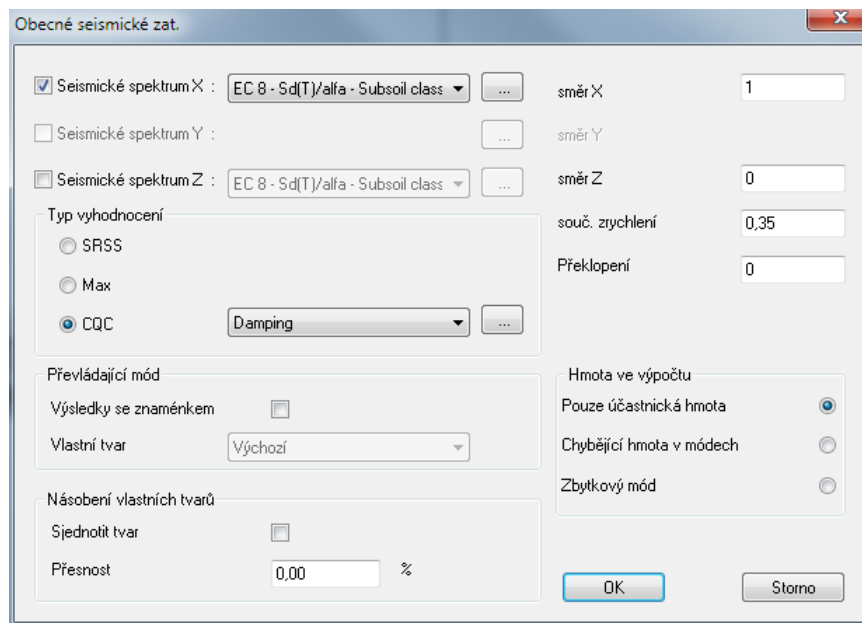 Obecné seismické zat.
Seismické spektrum X : EC 8 - Sd(T)/alfa - Subsoil class ... směr X 1
Seismické spektrum Y : ... směr Y
Seismické spektrum Z : EC 8 - Sd(T)/alfa - Subsoil class ... směr Z 0
Typ vyhodnocení
souč. zrychlení 0,35
SRSS
Překlopení 0
Max
CQC Damping ...
Převládající mód
Výsledky se znaménkem
Vlastní tvar Výchozí
Hmota ve výpočtu
Pouze účastnická hmota
Chybějící hmota v módech
Zbytkový mód
Násobení vlastních tvarů
Sjednotit tvar
Přesnost 0,00 %
OK Storno